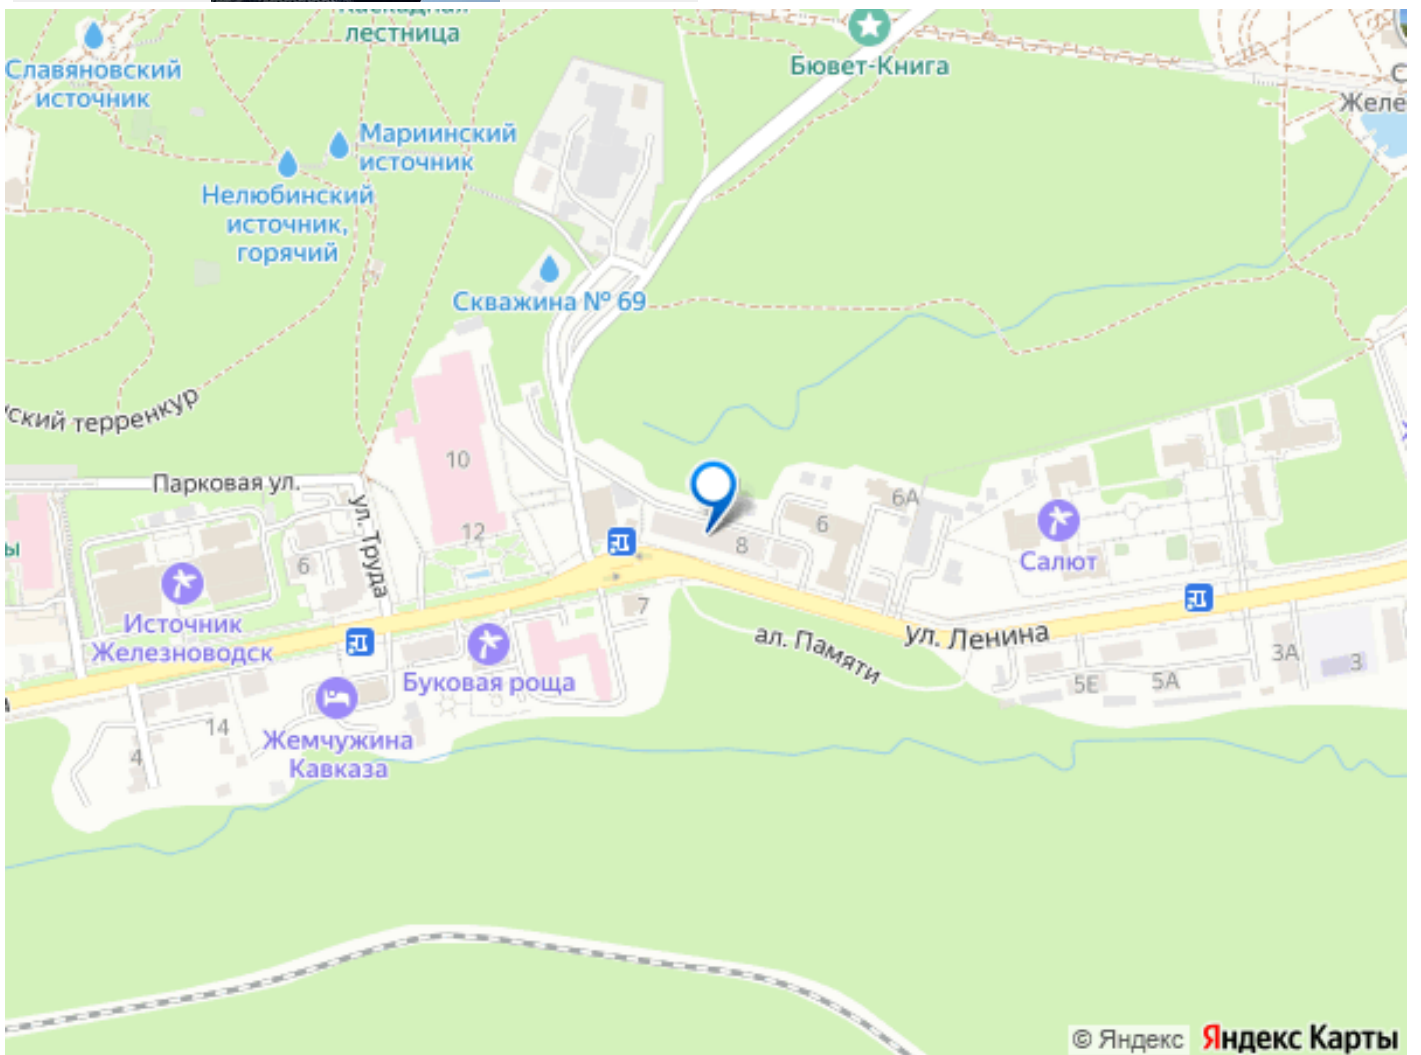 лестница
Бювет-Книга
Славяновский
источник
Желе
Мариинский
источник
Нелюбинский
источник,
горячий
Скважина № 69
ский терренкур
10
Парковая ул.
ул. Труда
12
6
6А
6
8
Салют
Источник
Железноводск
7
ал. Памяти
ул. Ленина
Буковая роща
5Е
5А
3А
3
14
4
Жемчужина
Кавказа
© Яндекс Яндекс Карты